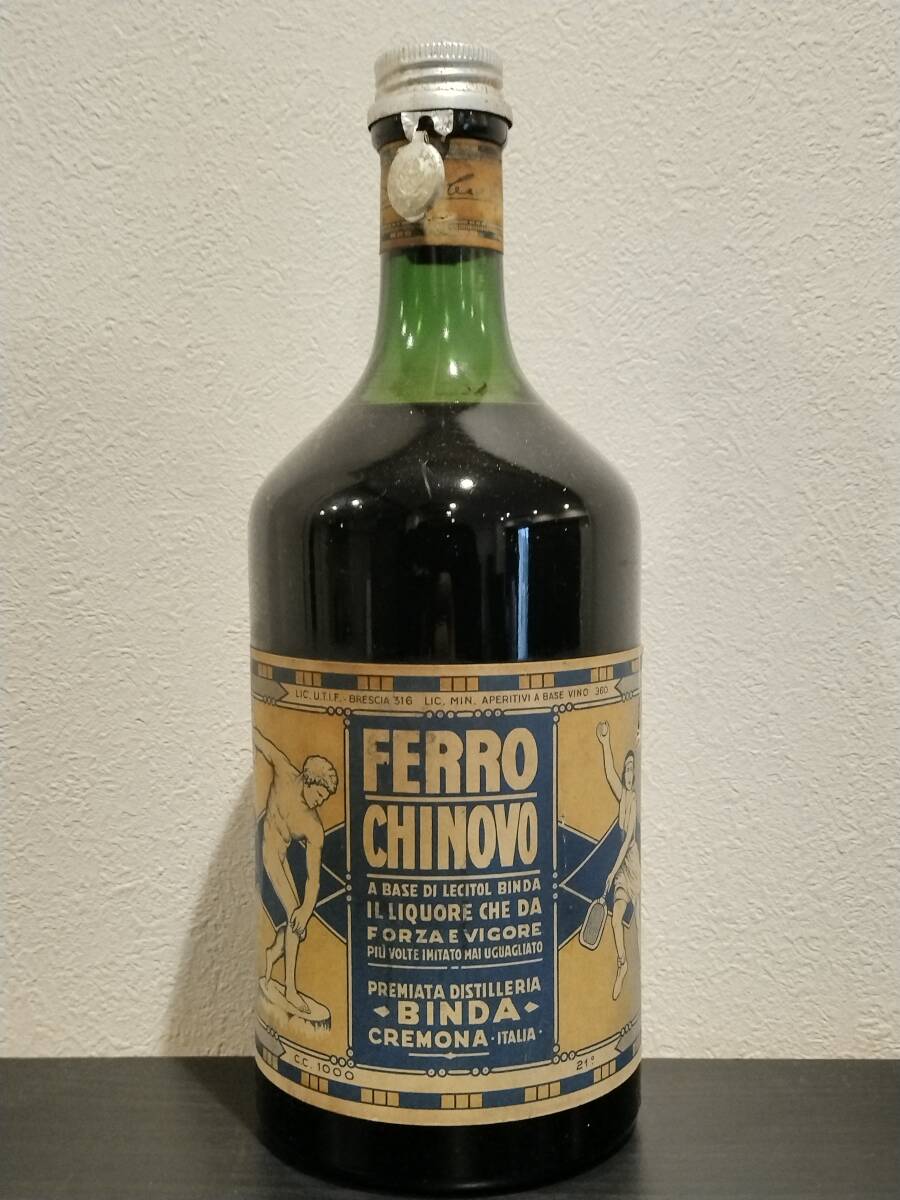 LIC. U.T.I.F. - BRESCIA 316 LIC. MIN. APERITIVI A BASE VINO 360
FERRO
CHINOVO
A BASE DI LECITOL BINDA
IL LIQUORE CHE DA
FORZA E VIGORE
PIÙ VOLTE IMITATO MAI UGUAGLIATO
PREMIATA DISTILLERIA
BINDA
CREMONA · ITALIA ·
C.C. 1000
21°